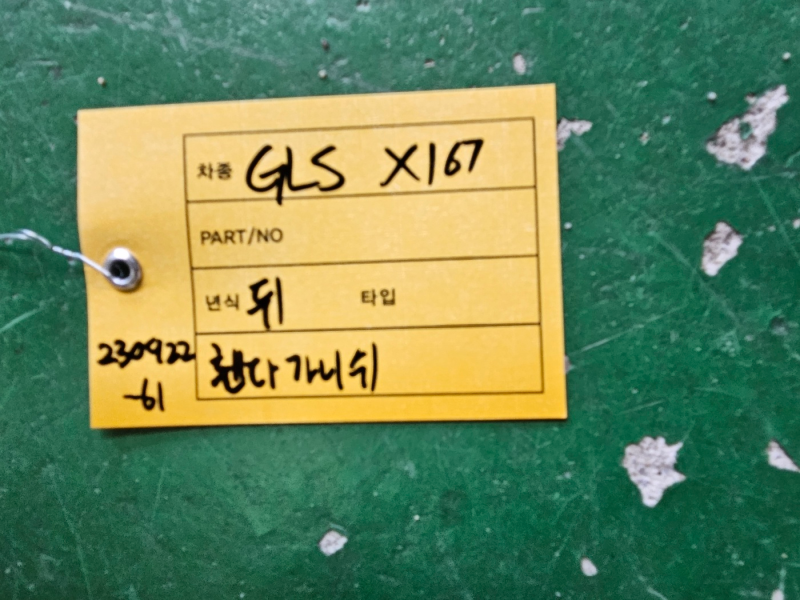 차종 GLS X167
PART/NO
년식 뒤 타입
휀다 가니쉬
230922
-61